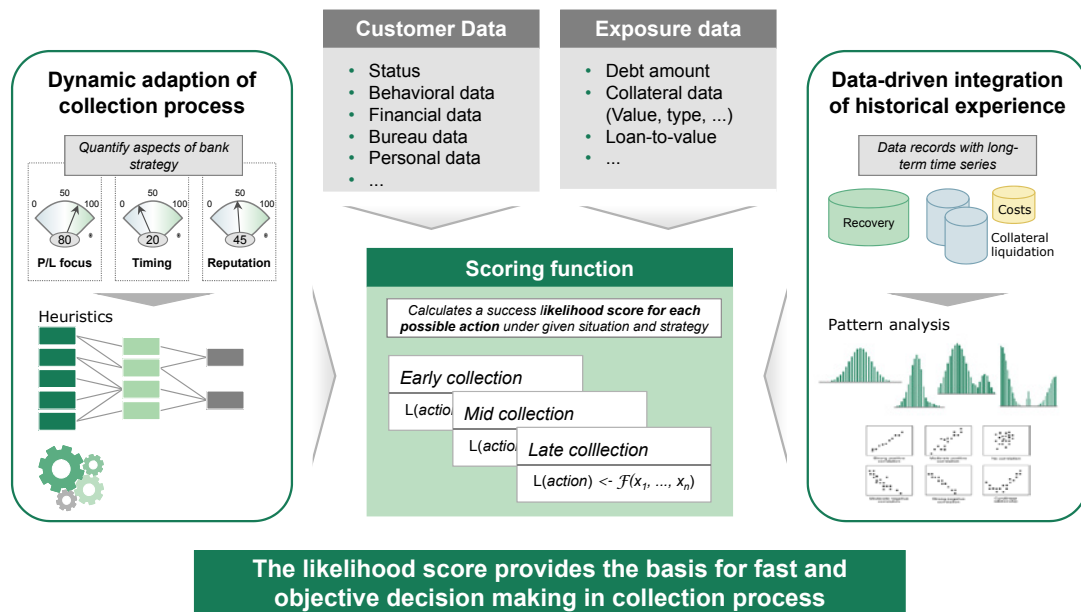 Customer Data
• Status
• Behavioral data
• Financial data
• Bureau data
• Personal data
• ...
Exposure data
• Debt amount
• Collateral data
(Value, type, ...)
• Loan-to-value
• ...
Dynamic adaption of
collection process
Quantify aspects of bank
strategy
0 50 100
80
P/L focus
0 50 100
20
Timing
0 50 100
45
Reputation
Heuristics
Scoring function
Calculates a success likelihood score for each
possible action under given situation and strategy
Early collection
L(action
Mid collection
L(action
Late colllection
L(action) <- F(x1, ..., xn)
Data-driven integration
of historical experience
Data records with long-
term time series
Recovery
Costs
Collateral
liquidation
Pattern analysis
The likelihood score provides the basis for fast and
objective decision making in collection process